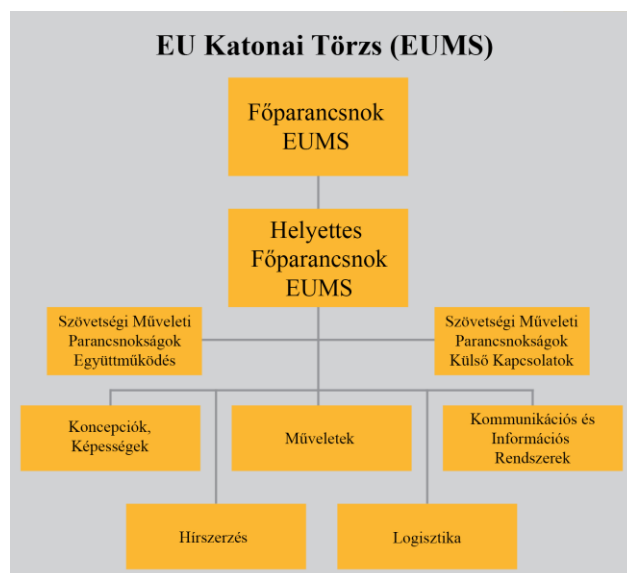 EU Katonai Törzs (EUMS)
Főparancsnok
EUMS
Helyettes
Főparancsnok
EUMS
Szövetségi Műveleti
Parancsnokságok
Együttműködés
Szövetségi Műveleti
Parancsnokságok
Külső Kapcsolatok
Koncepciók,
Képességek
Műveletek
Kommunikációs és
Információs
Rendszerek
Hírszerzés
Logisztika